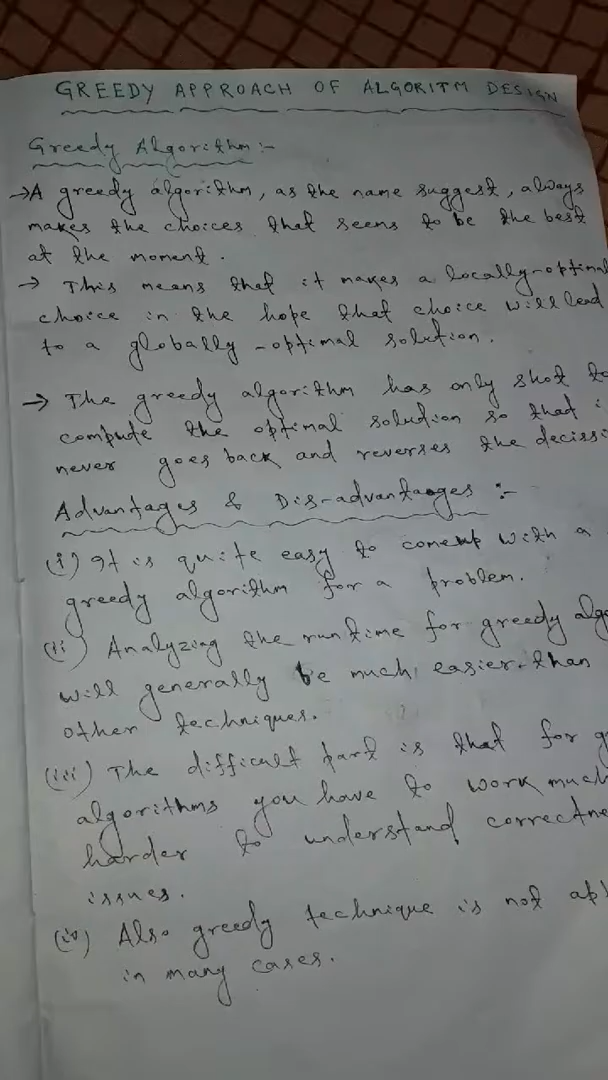 GREEDY APPROACH OF ALGORITM DESIGN
Greedy Algorithm :-
→ A greedy algorithm, as the name suggest, always
makes the choices that seems to be the best
at the moment.
→ This means that it makes a locally-optimal
choice in the hope that choice will lead
to a globally-optimal solution.
→ The greedy algorithm has only shot to
compute the optimal solution so that i
never goes back and reverses the decissi
Advantages & Dis-advantages :-
(i) It is quite easy to comeup with a
greedy algorithm for a problem.
(ii) Analyzing the run time for greedy algo
will generally be much easier than
other techniques.
(iii) The difficult part is that for g
algorithms you have to work much
harder to understand correctne
issues.
(iv) Also greedy technique is not apl
in many cases.